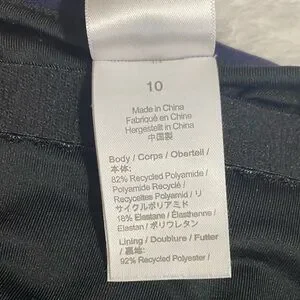 10
Made in China
Fabriqué en Chine
Hergestellt in China
中国製
Body / Corps / Oberteil /
本体:
82% Recycled Polyamide /
Polyamide Recyclé /
Recyceltes Polyamid / リ
サイクルポリアミド
18% Elastane / Élasthanne /
Elastan / ポリウレタン
Lining / Doublure / Futter
/ 裏地:
92% Recycled Polyester /